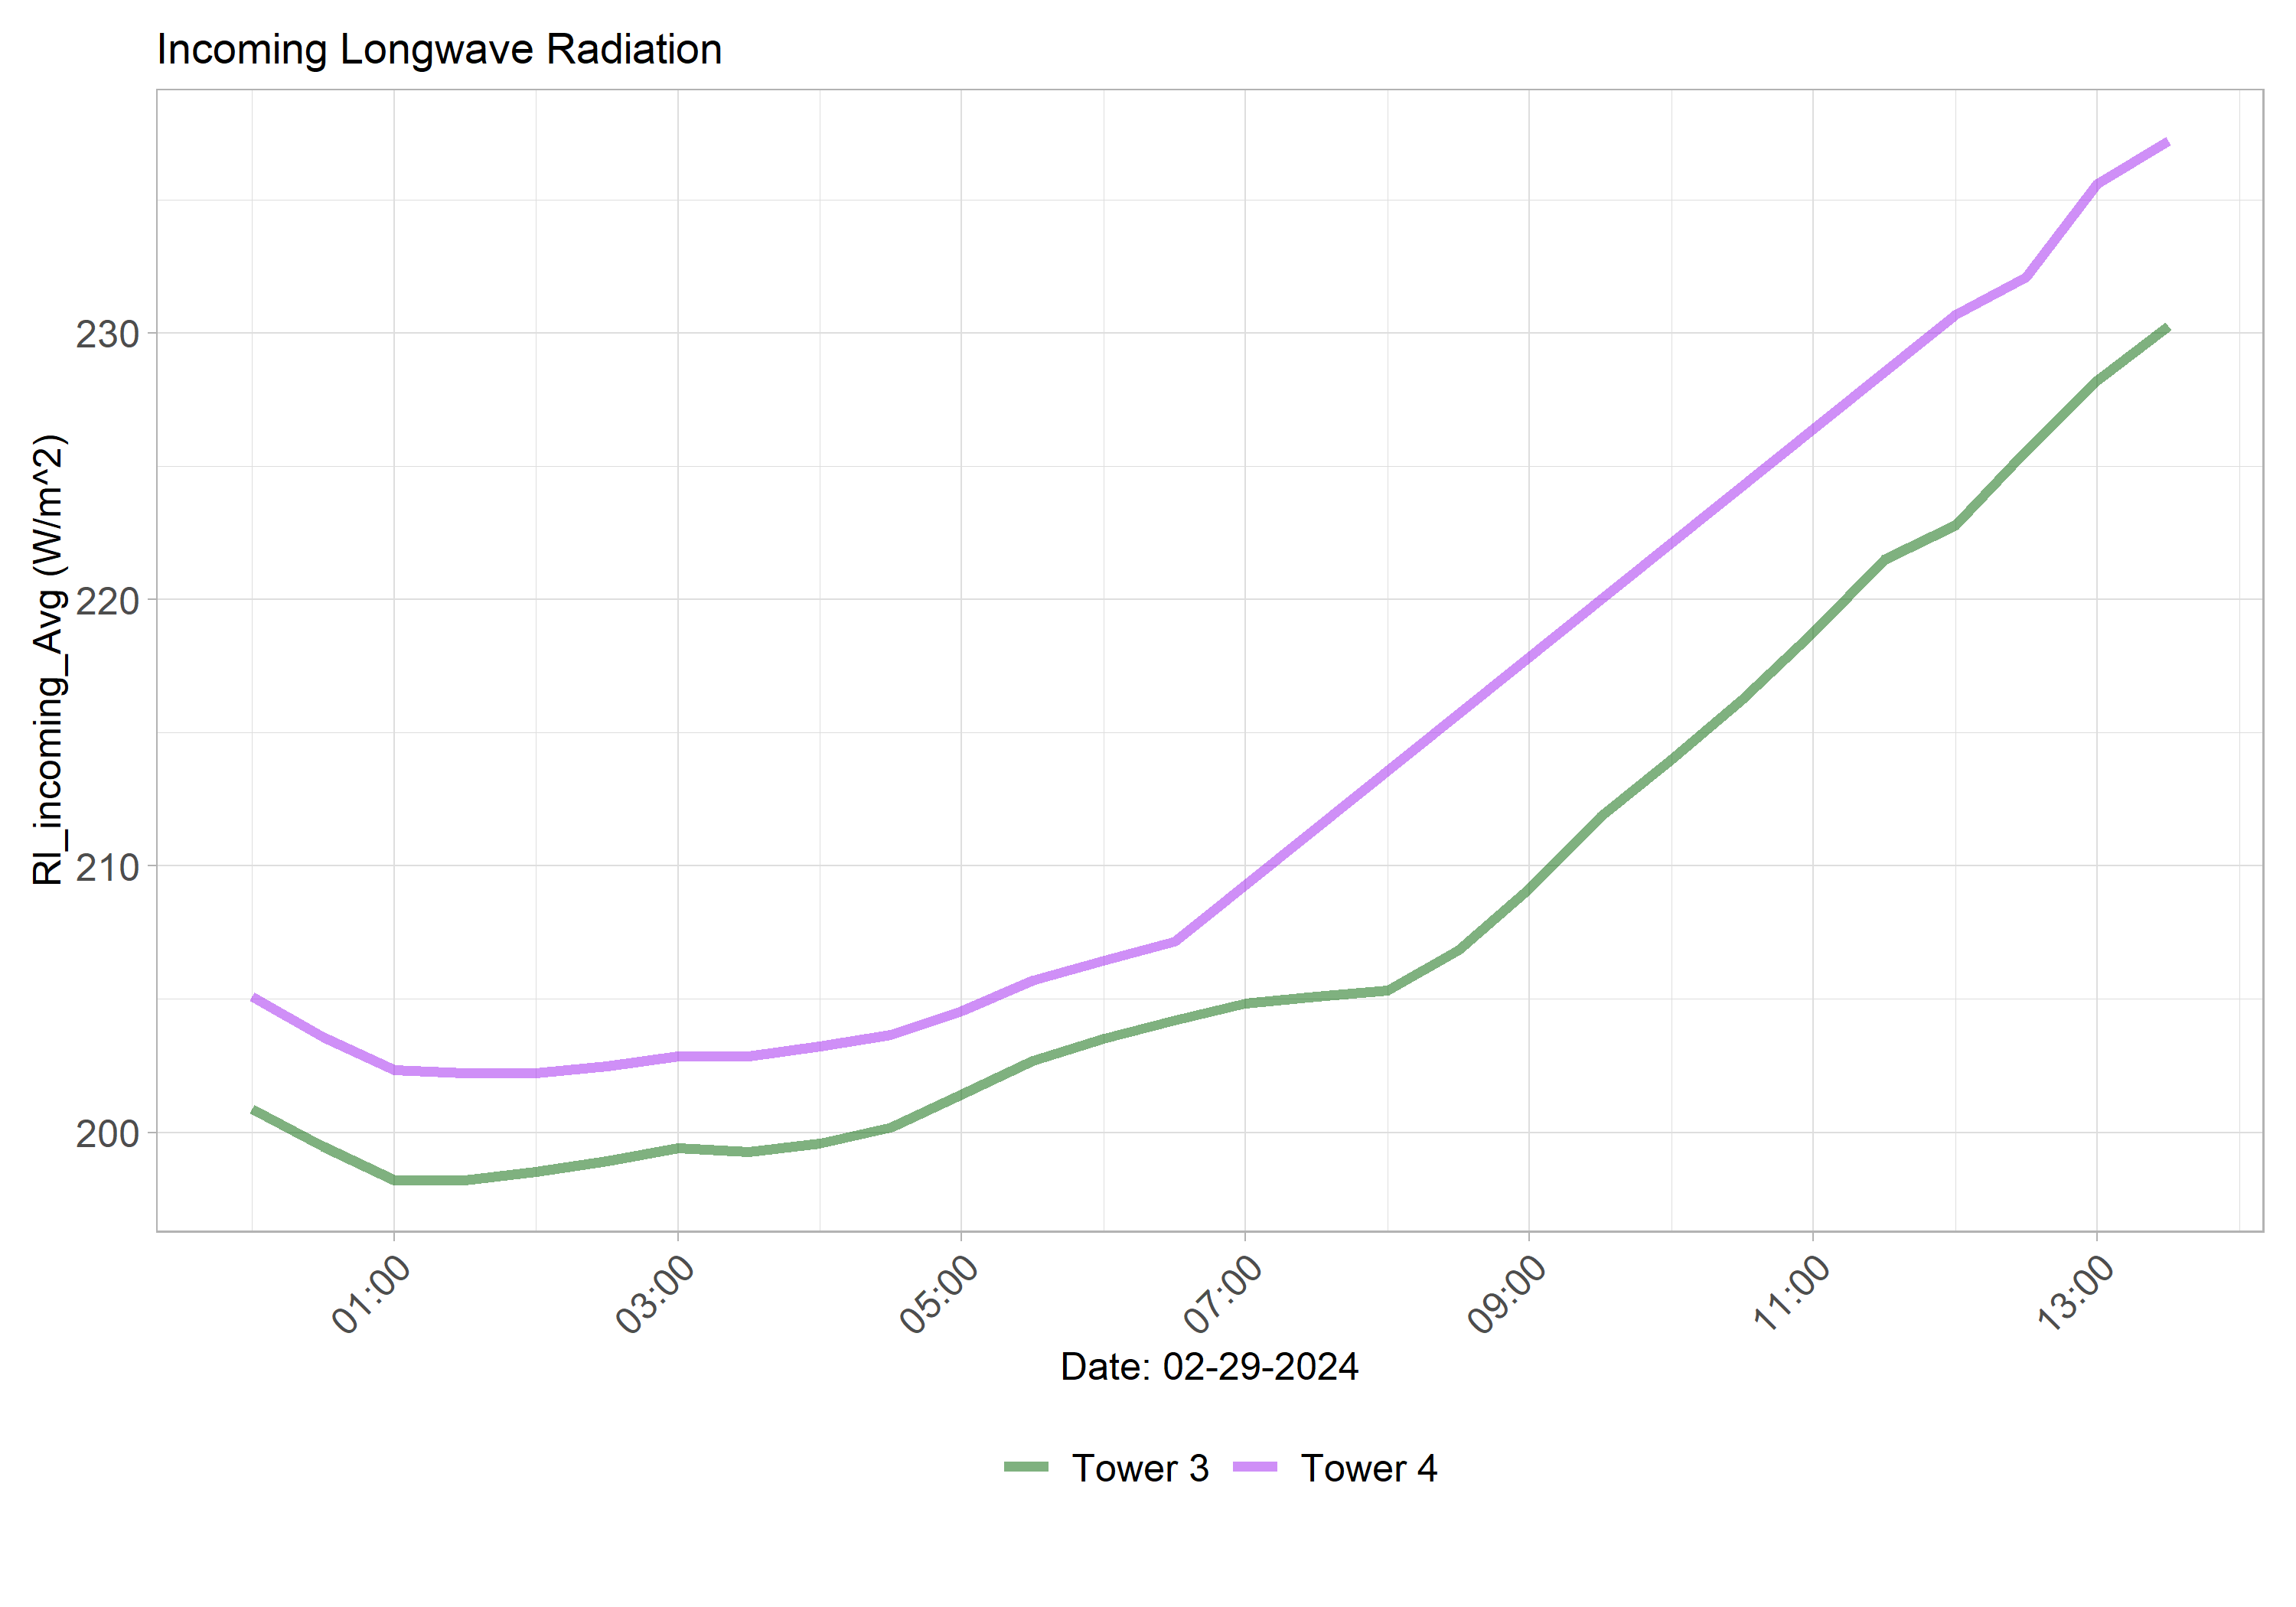 Incoming Longwave Radiation
Rl_incoming_Avg (W/m^2)
230
220
210
200
01:00
03:00
05:00
07:00
09:00
11:00
13:00
Date: 02-29-2024
Tower 3
Tower 4